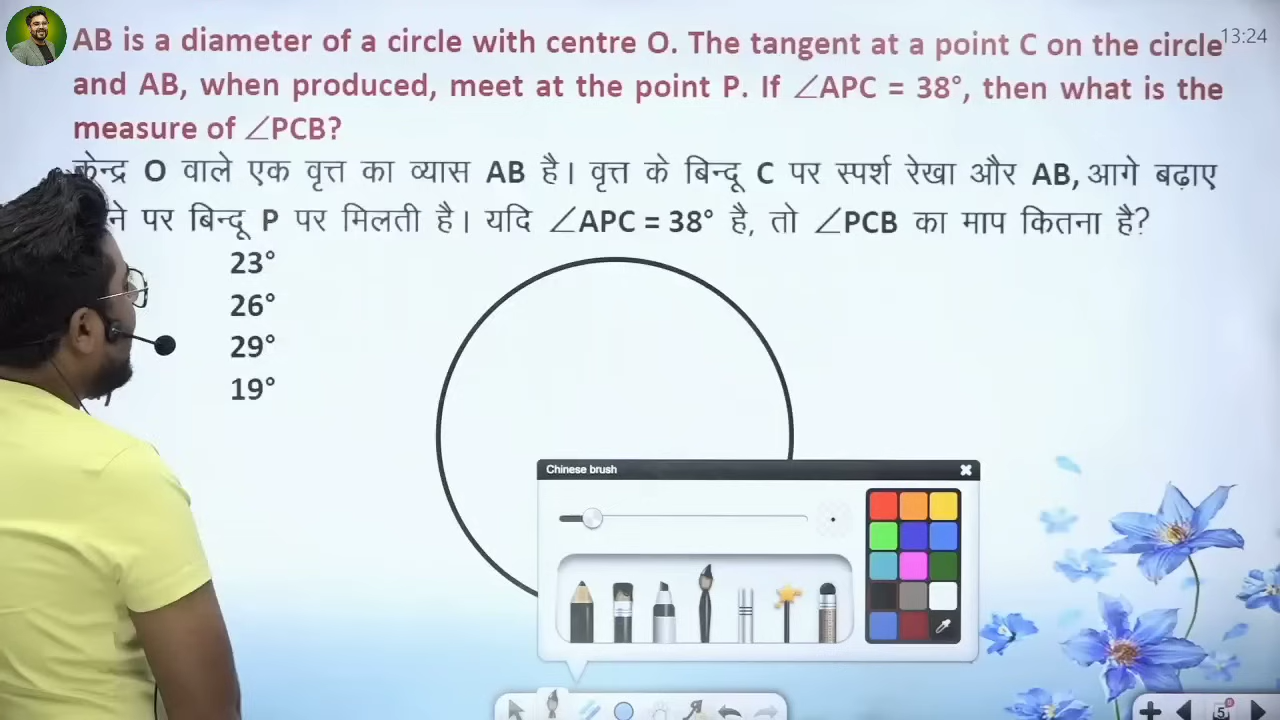 AB is a diameter of a circle with centre O. The tangent at a point C on the circle
13:24
and AB, when produced, meet at the point P. If ∠APC = 38°, then what is the
measure of ∠PCB?
केन्द्र O वाले एक वृत्त का व्यास AB है। वृत्त के बिन्दू C पर स्पर्श रेखा और AB, आगे बढ़ाए
पर बिन्दू P पर मिलती है। यदि ∠APC = 38° है, तो ∠PCB का माप कितना है?
23°
26°
29°
19°
Chinese brush
5